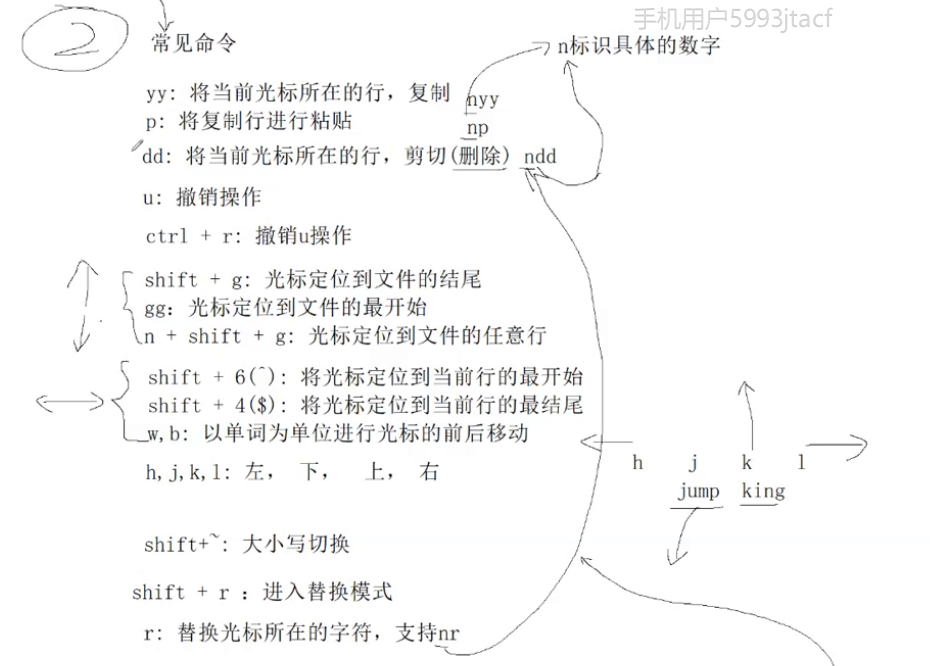 手机用户5993jtacf
2 常见命令
n标识具体的数字
yy: 将当前光标所在的行，复制 nyy
p: 将复制行进行粘贴 np
dd: 将当前光标所在的行，剪切(删除) ndd
u: 撤销操作
ctrl + r: 撤销u操作
shift + g: 光标定位到文件的结尾
gg: 光标定位到文件的最开始
n + shift + g: 光标定位到文件的任意行
shift + 6(^): 将光标定位到当前行的最开始
shift + 4($): 将光标定位到当前行的最结尾
w,b: 以单词为单位进行光标的前后移动
h j k l
h,j,k,l: 左， 下， 上， 右
jump king
shift+~: 大小写切换
shift + r : 进入替换模式
r: 替换光标所在的字符，支持nr